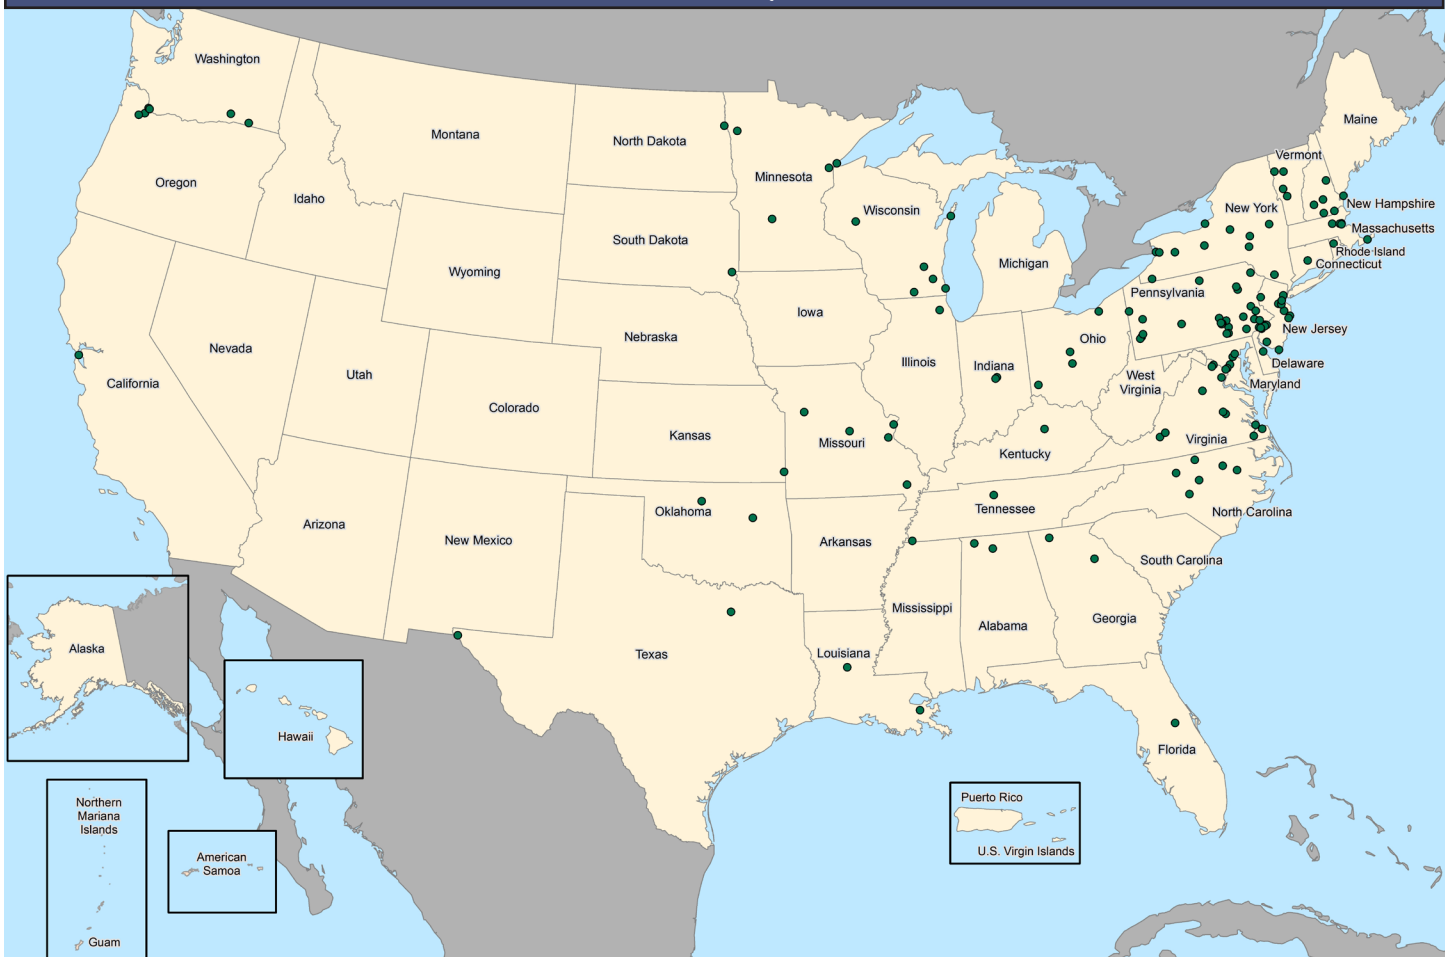 Washington
Montana
North Dakota
Minnesota
Maine
Vermont
Oregon
Idaho
Wisconsin
New York
New Hampshire
Massachusetts
South Dakota
Wyoming
Michigan
Rhode Island
Connecticut
Pennsylvania
Iowa
Nebraska
Nevada
Ohio
New Jersey
Illinois
Indiana
Delaware
California
Utah
Colorado
West
Virginia
Maryland
Kansas
Missouri
Virginia
Kentucky
Arizona
New Mexico
Oklahoma
Arkansas
Tennessee
North Carolina
South Carolina
Mississippi
Alabama
Georgia
Alaska
Texas
Louisiana
Hawaii
Florida
Northern
Mariana
Islands
Puerto Rico
U.S. Virgin Islands
American
Samoa
Guam